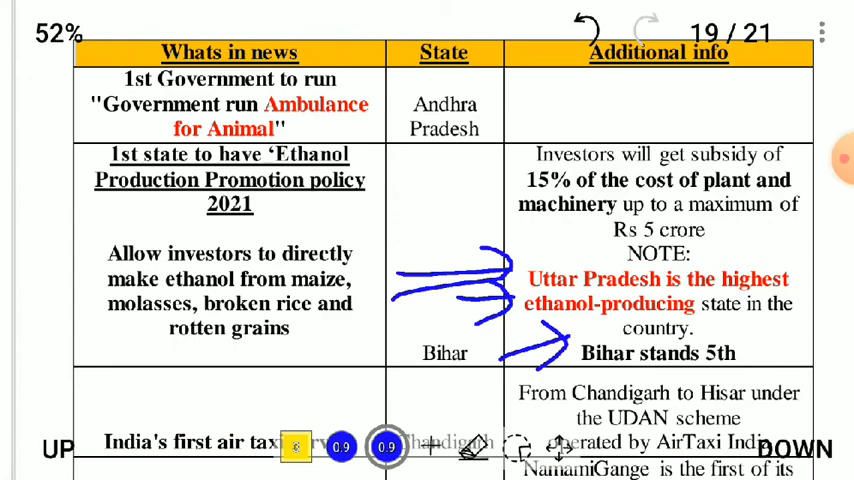 52%
19 / 21
Whats in news
State
Additional info
1st Government to run
"Government run Ambulance
for Animal"
Andhra
Pradesh
1st state to have ‘Ethanol
Production Promotion policy
2021
Allow investors to directly
make ethanol from maize,
molasses, broken rice and
rotten grains
Bihar
Investors will get subsidy of
15% of the cost of plant and
machinery up to a maximum of
Rs 5 crore
NOTE:
Uttar Pradesh is the highest
ethanol-producing state in the
country.
Bihar stands 5th
India's first air taxi
Chandigarh
From Chandigarh to Hisar under
the UDAN scheme
operated by AirTaxi India
NamamiGange is the first of its
UP
8
0.9
0.9
DOWN